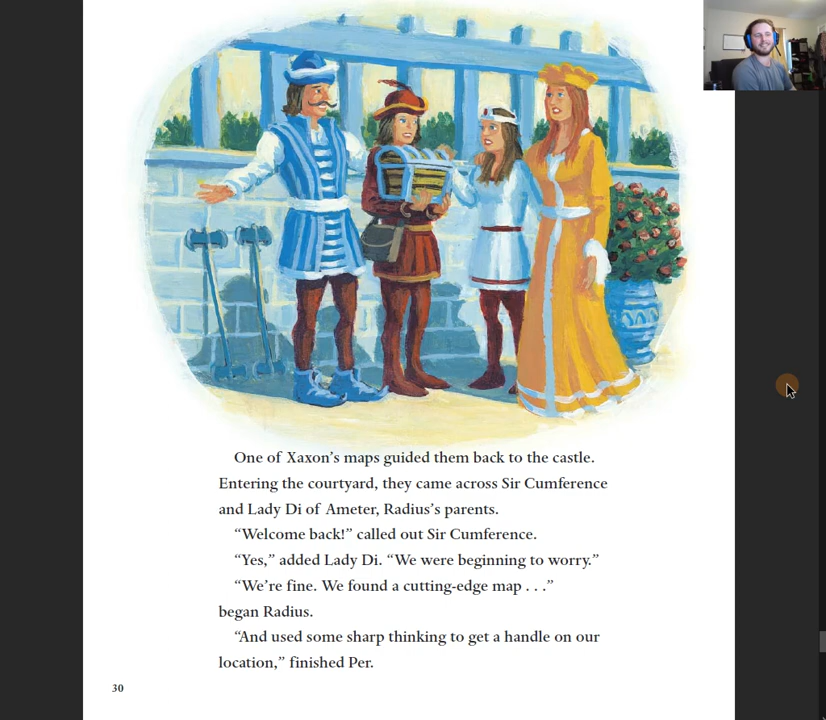 One of Xaxon’s maps guided them back to the castle.
Entering the courtyard, they came across Sir Cumference
and Lady Di of Ameter, Radius’s parents.
“Welcome back!” called out Sir Cumference.
“Yes,” added Lady Di. “We were beginning to worry.”
“We’re fine. We found a cutting-edge map . . .”
began Radius.
“And used some sharp thinking to get a handle on our
location,” finished Per.
30